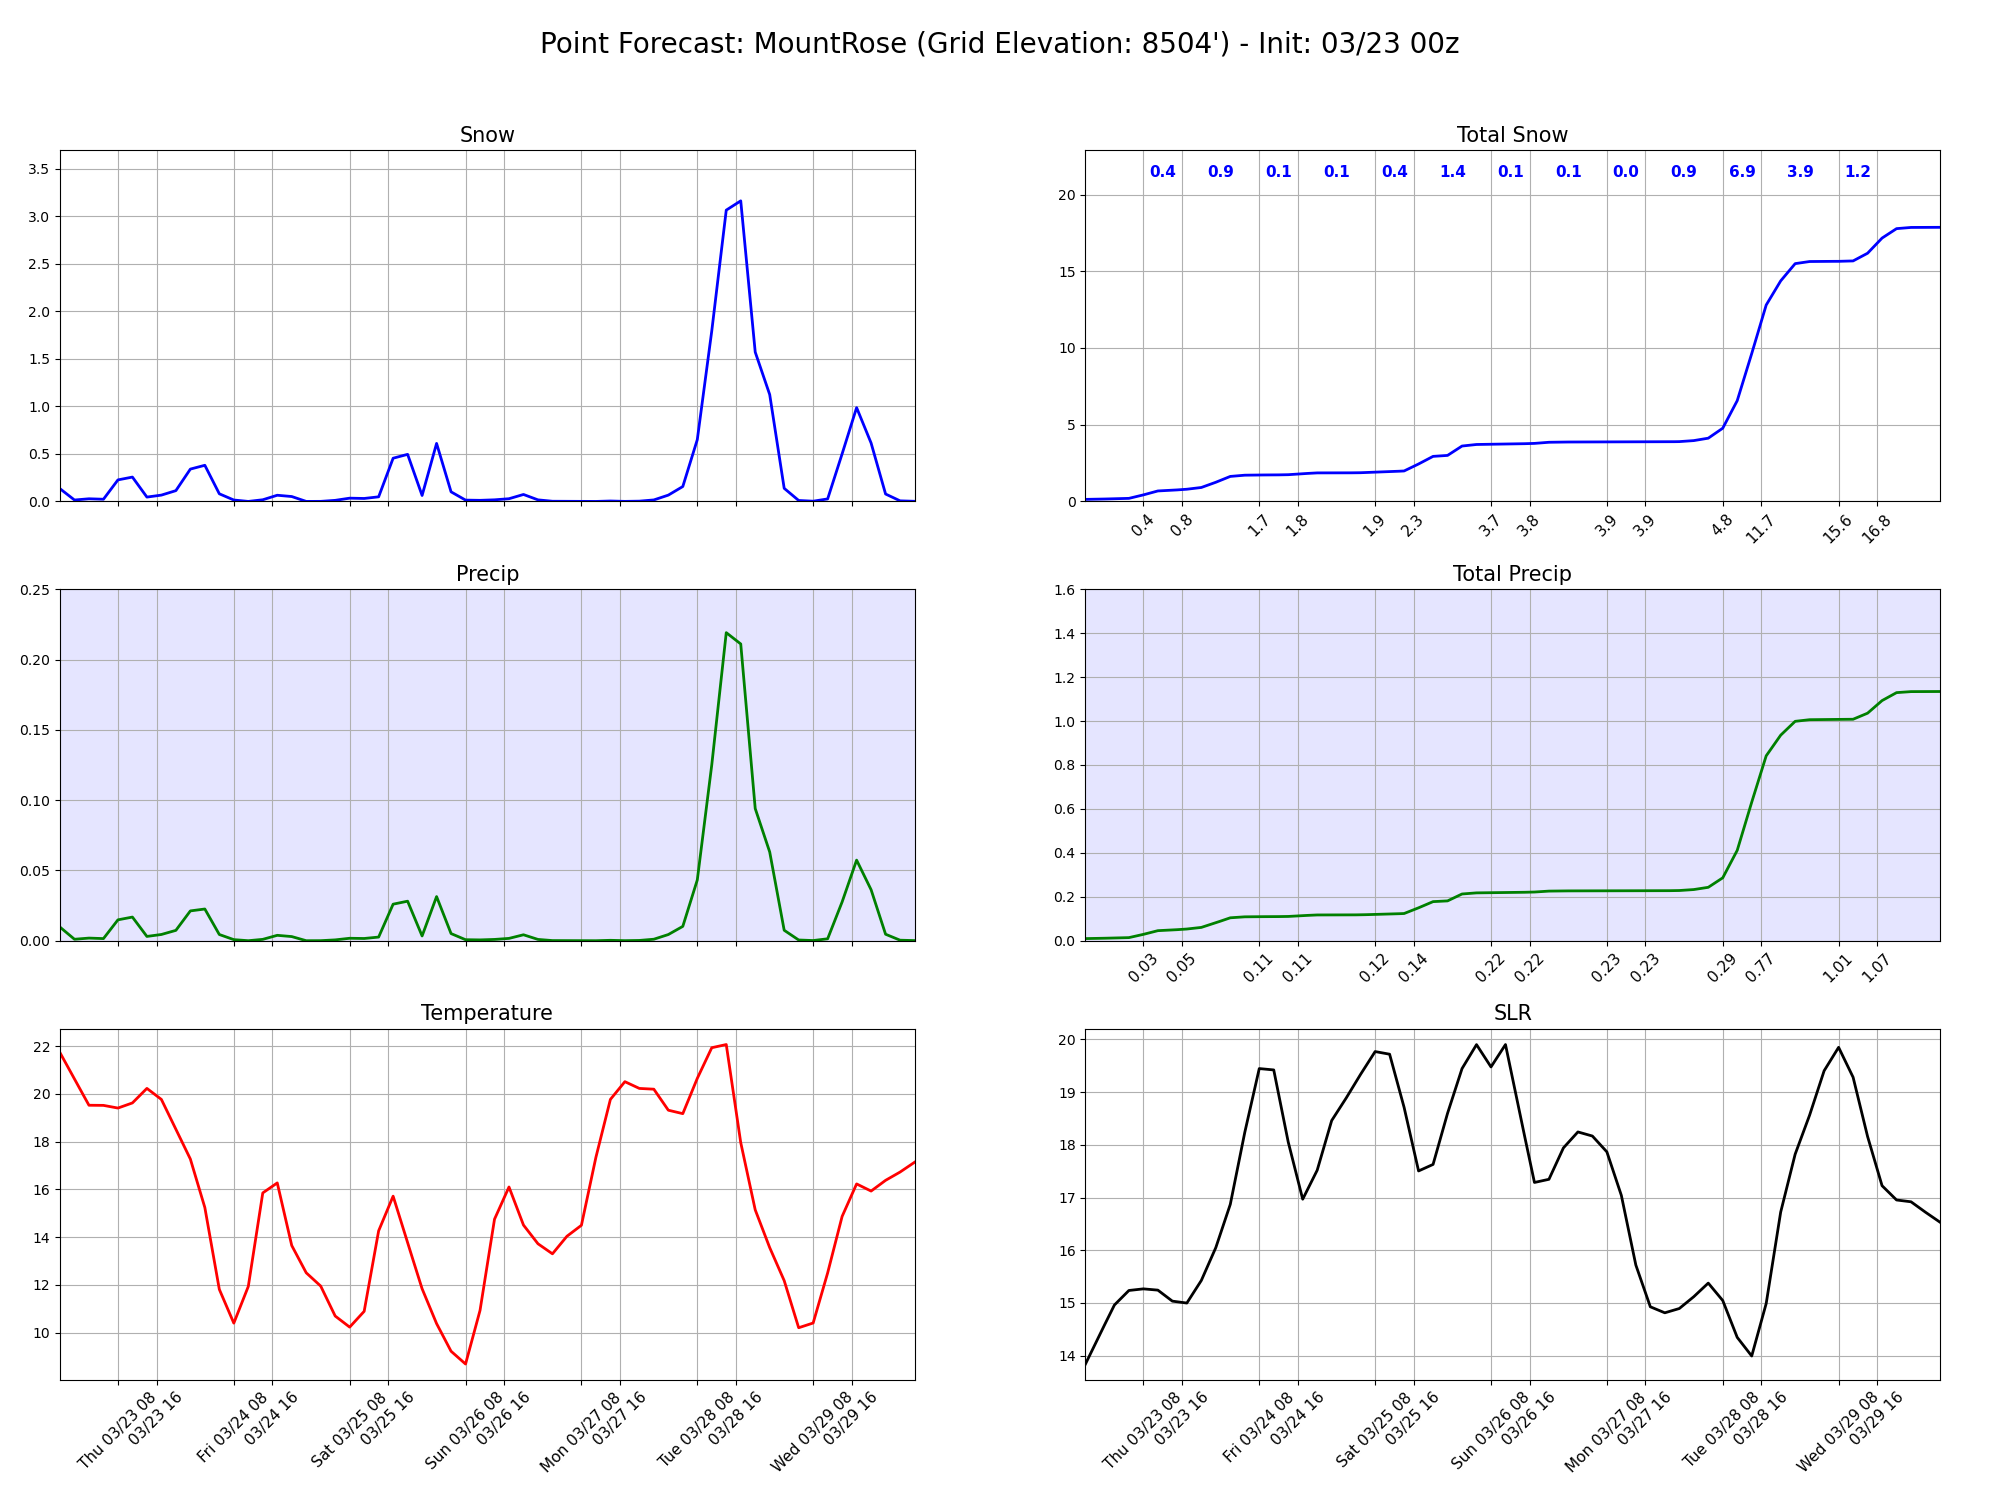 Point Forecast: MountRose (Grid Elevation: 8504') - Init: 03/23 00z
Snow
3.5
3.0
2.5
2.0
1.5
1.0
0.5
0.0
Total Snow
0.4 0.9 0.1 0.1 0.4 1.4 0.1 0.1 0.0 0.9 6.9 3.9 1.2
20
15
10
5
0
0.4 0.8 1.7 1.8 1.9 2.3 3.7 3.8 3.9 3.9 4.8 11.7 15.6 16.8
Precip
0.25
0.20
0.15
0.10
0.05
0.00
Total Precip
1.6
1.4
1.2
1.0
0.8
0.6
0.4
0.2
0.0
0.03 0.05 0.11 0.11 0.12 0.14 0.22 0.22 0.23 0.23 0.29 0.77 1.01 1.07
Temperature
22
20
18
16
14
12
10
Thu 03/23 08
03/23 16
Fri 03/24 08
03/24 16
Sat 03/25 08
03/25 16
Sun 03/26 08
03/26 16
Mon 03/27 08
03/27 16
Tue 03/28 08
03/28 16
Wed 03/29 08
03/29 16
SLR
20
19
18
17
16
15
14
Thu 03/23 08
03/23 16
Fri 03/24 08
03/24 16
Sat 03/25 08
03/25 16
Sun 03/26 08
03/26 16
Mon 03/27 08
03/27 16
Tue 03/28 08
03/28 16
Wed 03/29 08
03/29 16